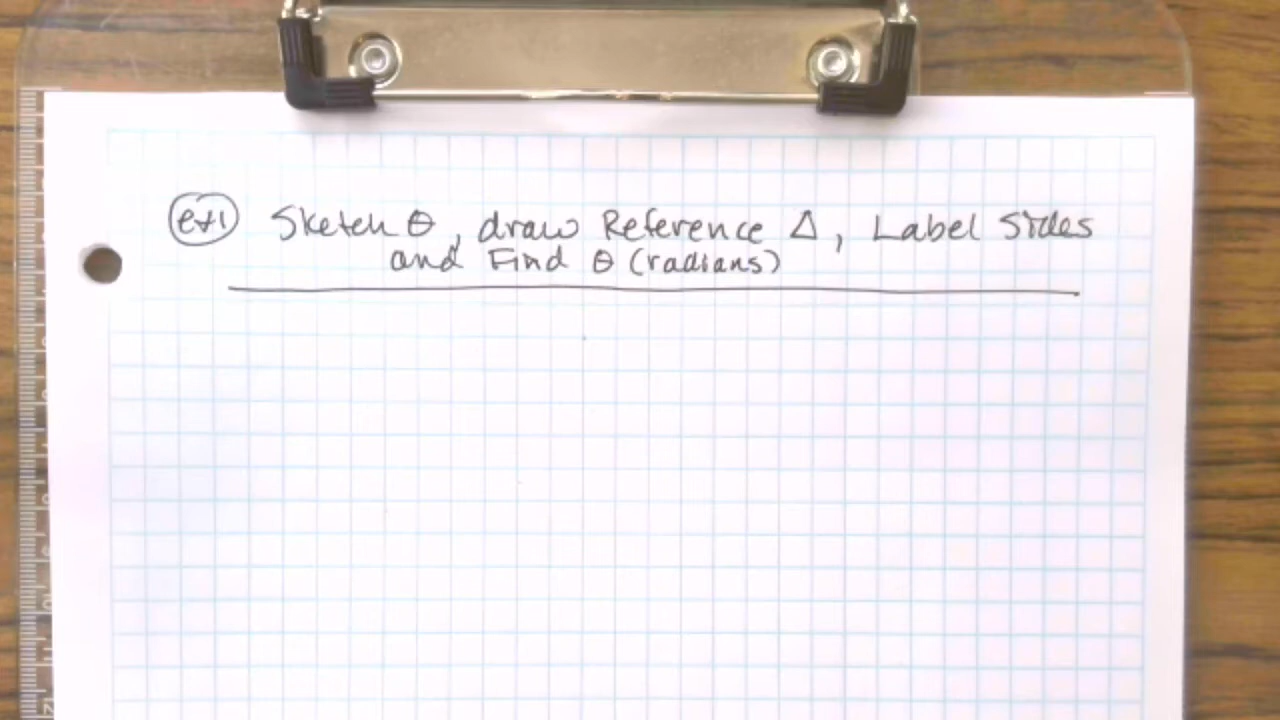 ex1 Sketch θ, draw Reference Δ, Label Sides
and Find θ (radians)